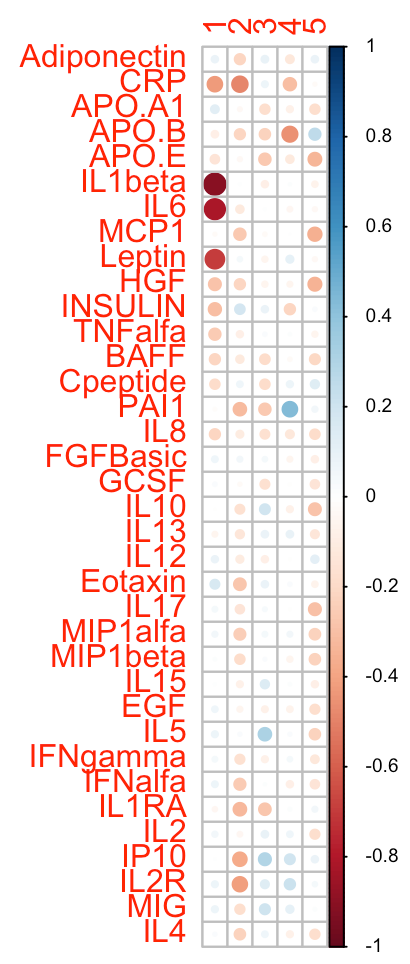 1 2 3 4 5
Adiponectin
CRP
APO.A1
APO.B
APO.E
IL1beta
IL6
MCP1
Leptin
HGF
INSULIN
TNFalfa
BAFF
Cpeptide
PAI1
IL8
FGFBasic
GCSF
IL10
IL13
IL12
Eotaxin
IL17
MIP1alfa
MIP1beta
IL15
EGF
IL5
IFNgamma
IFNalfa
IL1RA
IL2
IP10
IL2R
MIG
IL4
1
0.8
0.6
0.4
0.2
0
-0.2
-0.4
-0.6
-0.8
-1